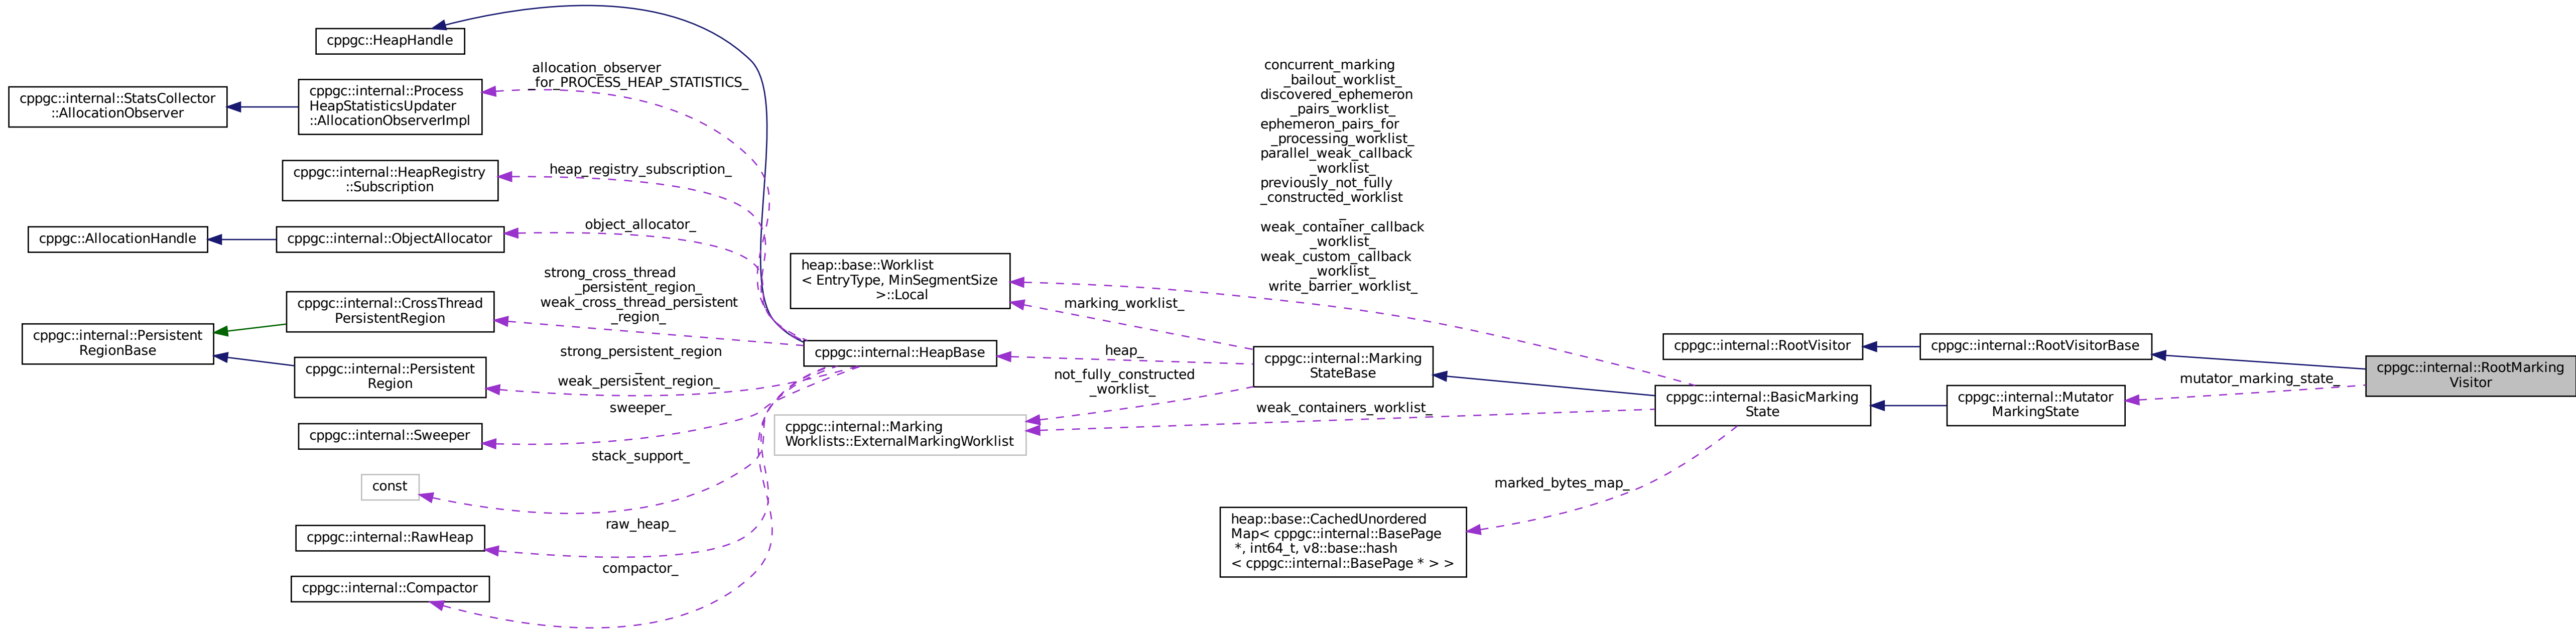 cppgc::HeapHandle
cppgc::internal::StatsCollector
::AllocationObserver
cppgc::internal::Process
HeapStatisticsUpdater
::AllocationObserverImpl
allocation_observer
_for_PROCESS_HEAP_STATISTICS_
cppgc::internal::HeapRegistry
::Subscription
heap_registry_subscription_
cppgc::AllocationHandle
cppgc::internal::ObjectAllocator
object_allocator_
cppgc::internal::Persistent
RegionBase
cppgc::internal::CrossThread
PersistentRegion
strong_cross_thread
_persistent_region_
weak_cross_thread_persistent
_region_
cppgc::internal::Persistent
Region
strong_persistent_region
_
weak_persistent_region_
cppgc::internal::Sweeper
sweeper_
const
stack_support_
cppgc::internal::RawHeap
raw_heap_
cppgc::internal::Compactor
compactor_
heap::base::Worklist
< EntryType, MinSegmentSize
>::Local
cppgc::internal::HeapBase
cppgc::internal::Marking
Worklists::ExternalMarkingWorklist
marking_worklist_
heap_
not_fully_constructed
_worklist_
concurrent_marking
_bailout_worklist_
discovered_ephemeron
_pairs_worklist_
ephemeron_pairs_for
_processing_worklist_
parallel_weak_callback
_worklist_
previously_not_fully
_constructed_worklist
_
weak_container_callback
_worklist_
weak_custom_callback
_worklist_
write_barrier_worklist_
cppgc::internal::Marking
StateBase
weak_containers_worklist_
heap::base::CachedUnordered
Map< cppgc::internal::BasePage
*, int64_t, v8::base::hash
< cppgc::internal::BasePage * > >
marked_bytes_map_
cppgc::internal::RootVisitor
cppgc::internal::BasicMarking
State
cppgc::internal::RootVisitorBase
cppgc::internal::Mutator
MarkingState
mutator_marking_state_
cppgc::internal::RootMarking
Visitor